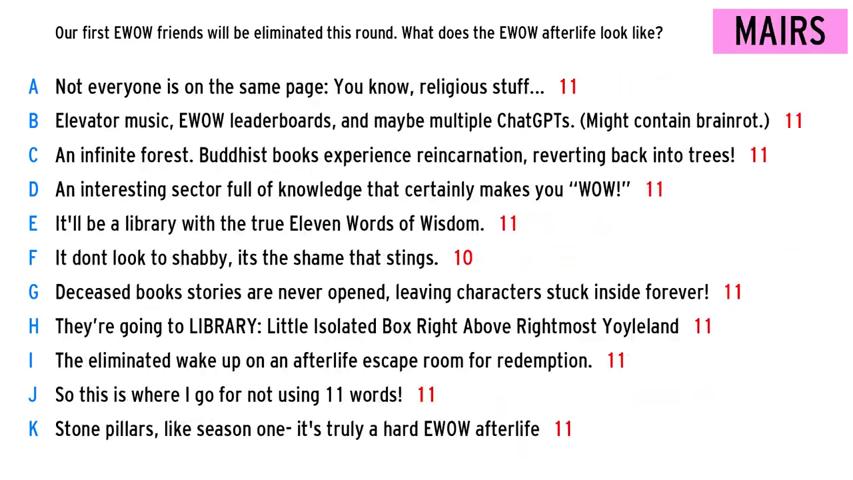 Our first EWOW friends will be eliminated this round. What does the EWOW afterlife look like?
MAIRS
A Not everyone is on the same page: You know, religious stuff... 11
B Elevator music, EWOW leaderboards, and maybe multiple ChatGPTs. (Might contain brainrot.) 11
C An infinite forest. Buddhist books experience reincarnation, reverting back into trees! 11
D An interesting sector full of knowledge that certainly makes you “WOW!” 11
E It'll be a library with the true Eleven Words of Wisdom. 11
F It dont look to shabby, its the shame that stings. 10
G Deceased books stories are never opened, leaving characters stuck inside forever! 11
H They’re going to LIBRARY: Little Isolated Box Right Above Rightmost Yoyleland 11
I The eliminated wake up on an afterlife escape room for redemption. 11
J So this is where I go for not using 11 words! 11
K Stone pillars, like season one- it's truly a hard EWOW afterlife 11